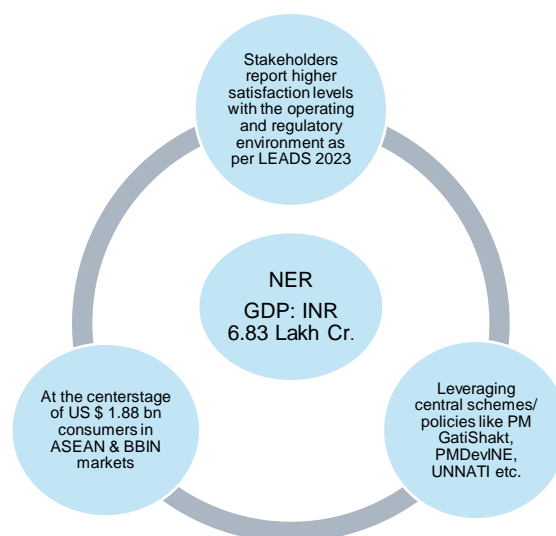 Stakeholders
report higher
satisfaction levels
with the operating
and regulatory
environment as
per LEADS 2023
NER
GDP: INR
6.83 Lakh Cr.
At the centerstage
of US $ 1.88 bn
consumers in
ASEAN & BBIN
markets
Leveraging
central schemes/
policies like PM
GatiShakt,
PMDevINE,
UNNATI etc.